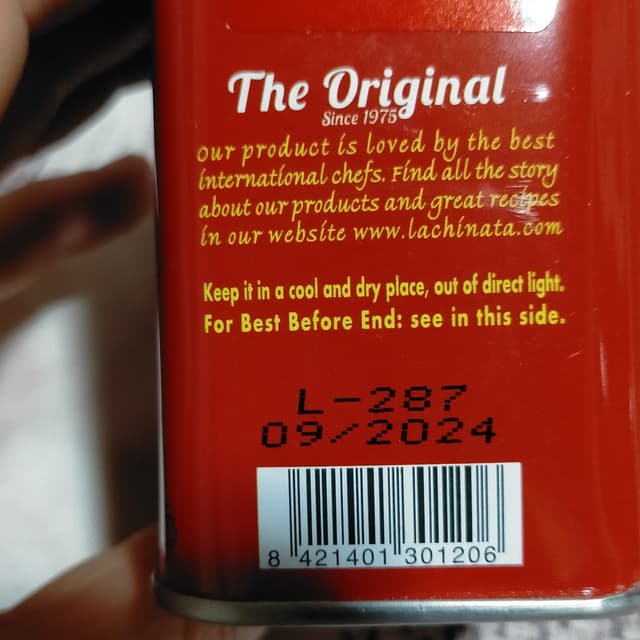 The Original
Since 1975
Our product is loved by the best
international chefs. Find all the story
about our products and great recipes
in our website www.lachinata.com
Keep it in a cool and dry place, out of direct light.
For Best Before End: see in this side.
L-287
09/2024
8 421401 301206